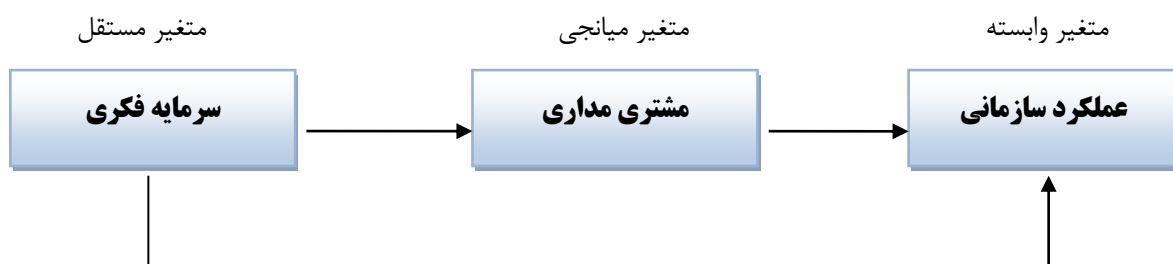 متغیر مستقل
متغیر میانجی
متغیر وابسته
سرمایه فکری
مشتری مداری
عملکرد سازمانی